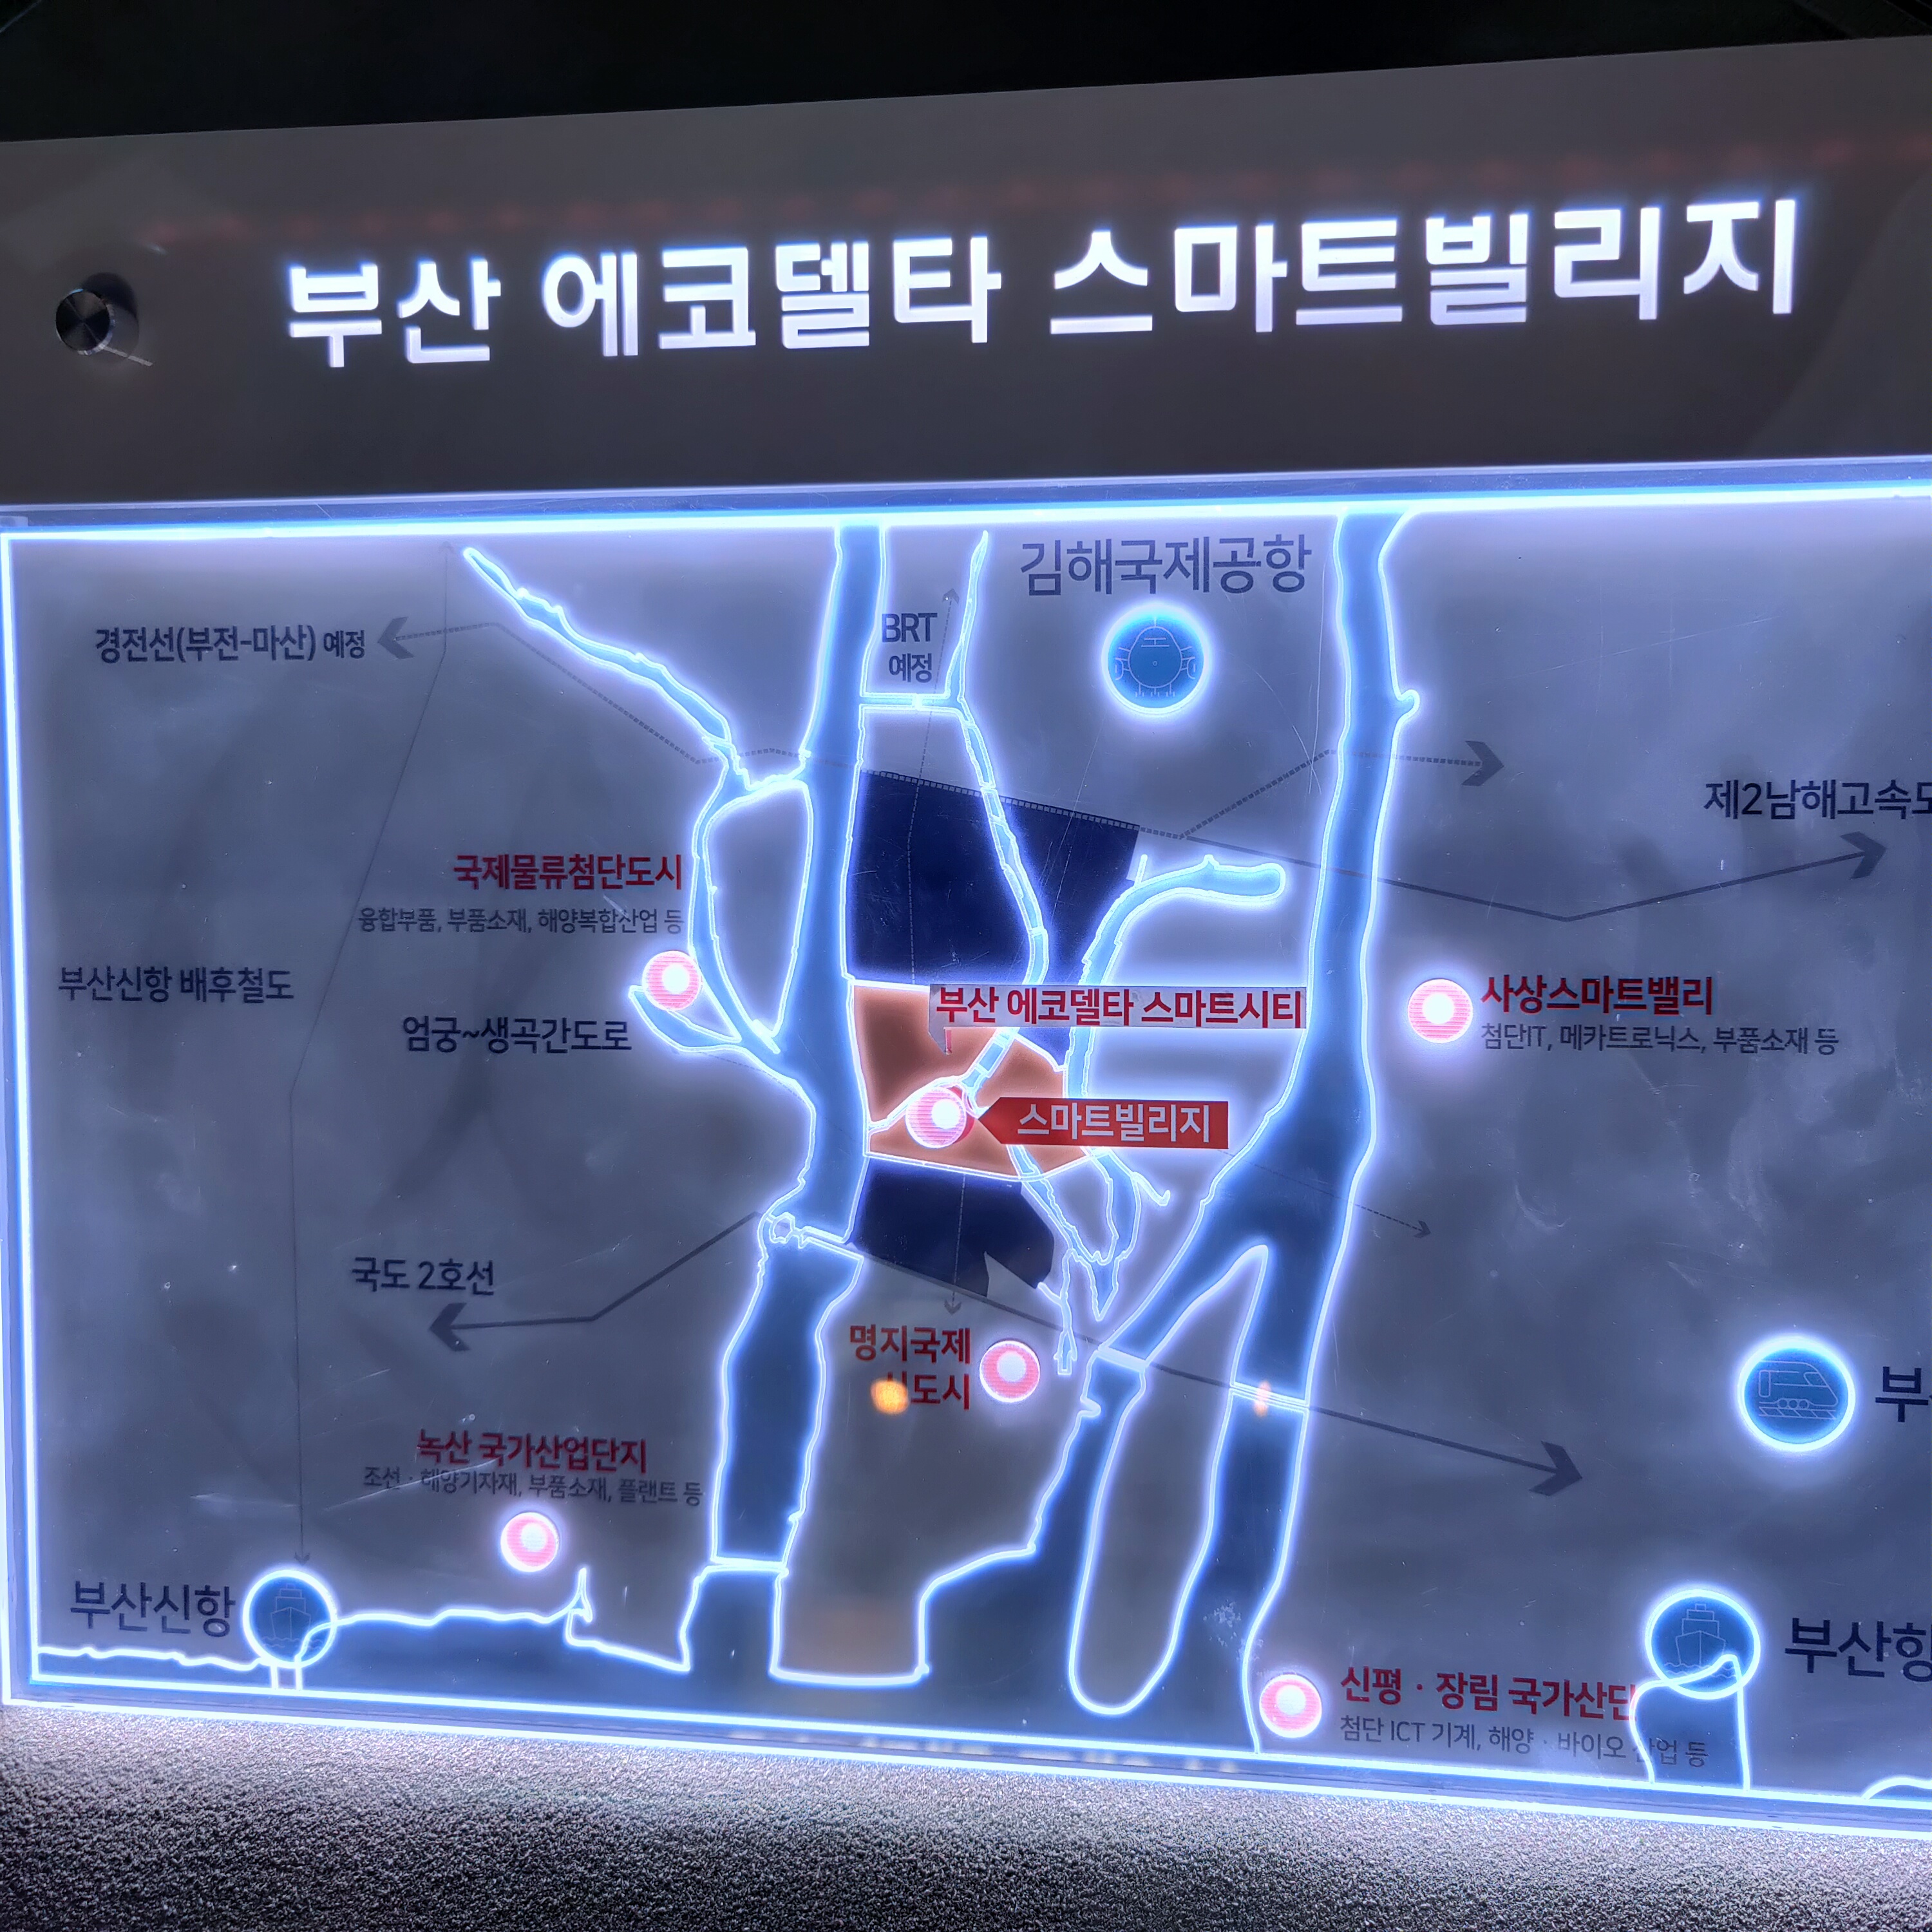 부산 에코델타 스마트빌리지
김해국제공항
BRT
예정
경전선(부전-마산) 예정
제2남해고속도
국제물류첨단도시
융합부품, 부품소재, 해양복합산업 등
부산신항 배후철도
엄궁~생곡간도로
부산 에코델타 스마트시티
사상스마트밸리
첨단IT, 메카트로닉스, 부품소재 등
스마트빌리지
국도 2호선
명지국제
신도시
녹산 국가산업단지
조선 · 해양기자재, 부품소재, 플랜트 등
부산신항
부산항
신평 · 장림 국가산단
첨단 ICT 기계, 해양 · 바이오 산업 등